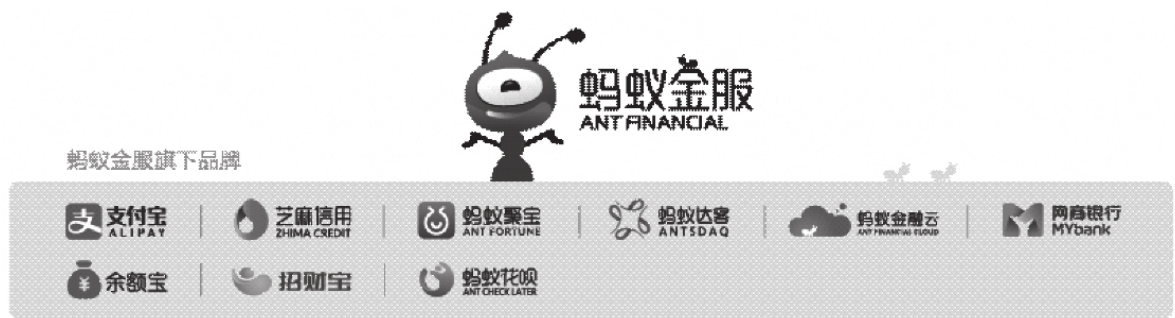 蚂蚁金服
ANT FINANCIAL
蚂蚁金服旗下品牌
支付宝
ALIPAY
芝麻信用
ZHIMA CREDIT
蚂蚁聚宝
ANT FORTUNE
蚂蚁达客
ANTSDAQ
蚂蚁金融云
ANT FINANCIAL CLOUD
网商银行
MYbank
余额宝
招财宝
蚂蚁花呗
ANT CHECK LATER